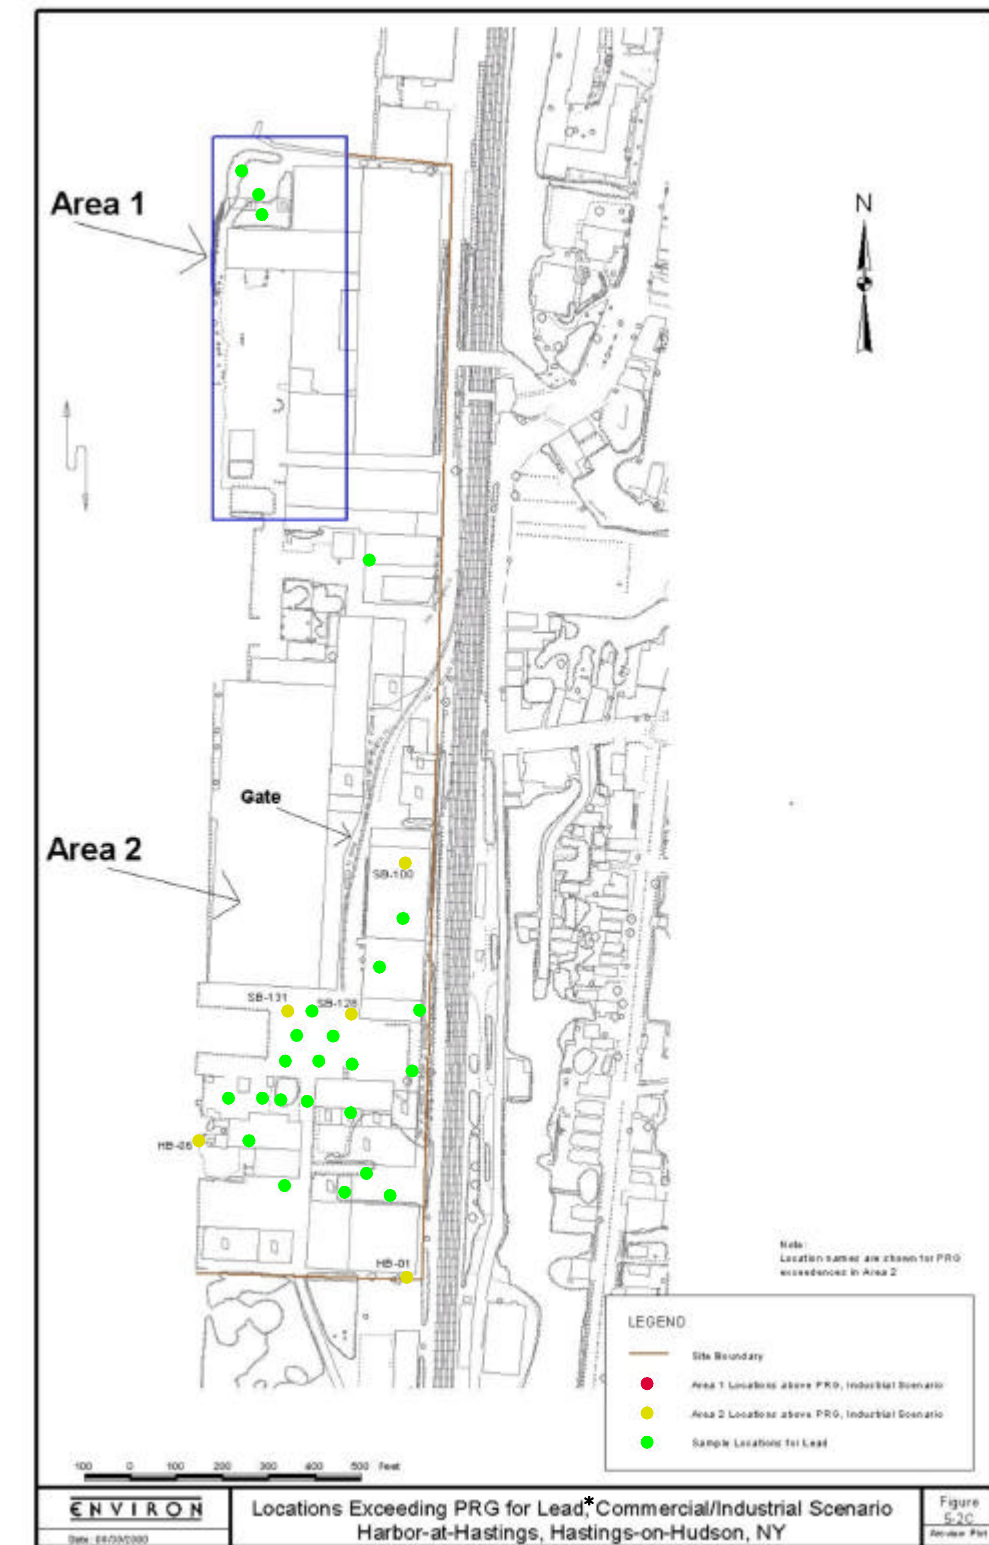 Area 1
N
Gate
Area 2
SB-100
SB-131
SB-128
HB-06
HB-01
Note:
Location names are shown for PRG
exceedences in Area 2
LEGEND
Site Boundary
Area 1 Locations above PRG, Industrial Scenario
Area 2 Locations above PRG, Industrial Scenario
Sample Locations for Lead
100 0 100 200 300 400 500 Feet
ENVIRON
Locations Exceeding PRG for Lead,* Commercial/Industrial Scenario
Harbor-at-Hastings, Hastings-on-Hudson, NY
Figure
5-2C
Date: